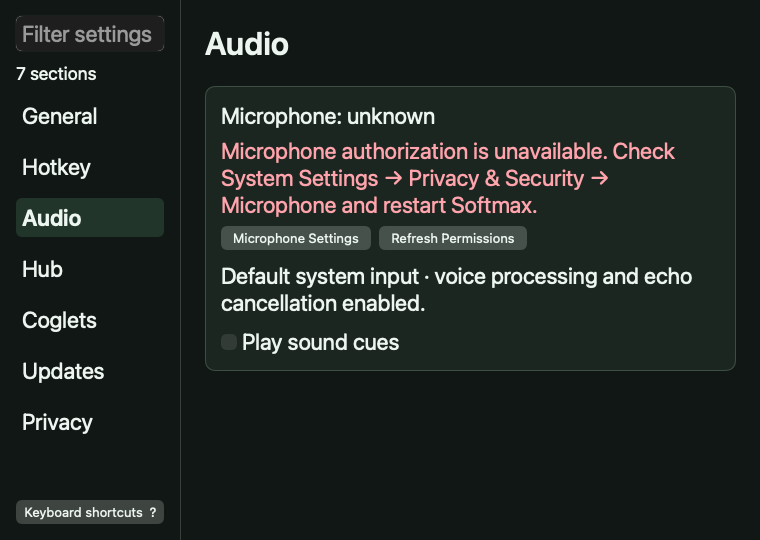 Filter settings
7 sections
General
Hotkey
Audio
Hub
Coglets
Updates
Privacy
Keyboard shortcuts ?
Audio
Microphone: unknown
Microphone authorization is unavailable. Check
System Settings → Privacy & Security →
Microphone and restart Softmax.
Microphone Settings
Refresh Permissions
Default system input · voice processing and echo
cancellation enabled.
Play sound cues